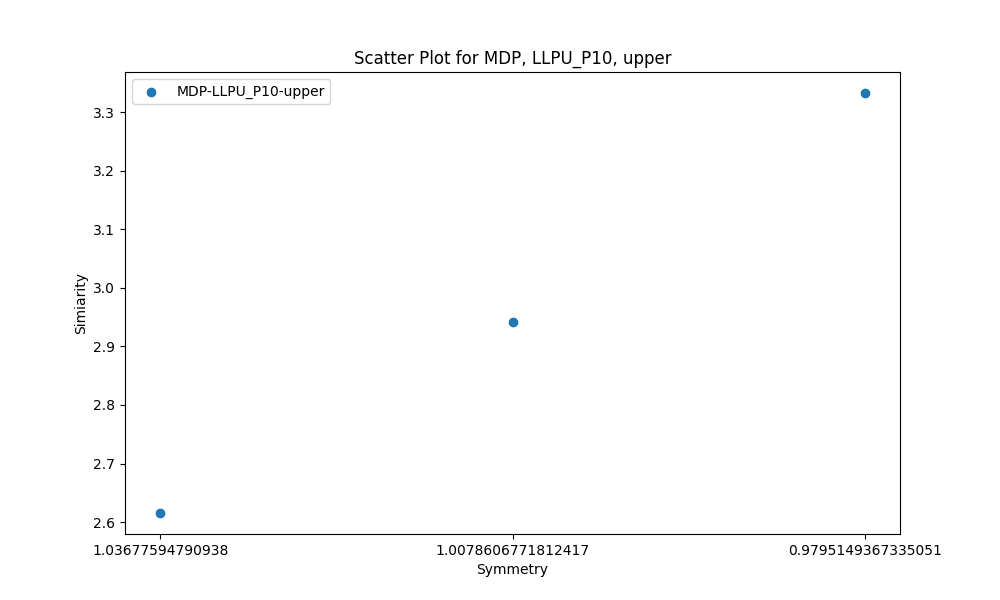 Scatter Plot for MDP, LLPU_P10, upper
MDP-LLPU_P10-upper
3.3
3.2
3.1
3.0
2.9
2.8
2.7
2.6
Simiarity
1.03677594790938 1.0078606771812417 0.9795149367335051
Symmetry